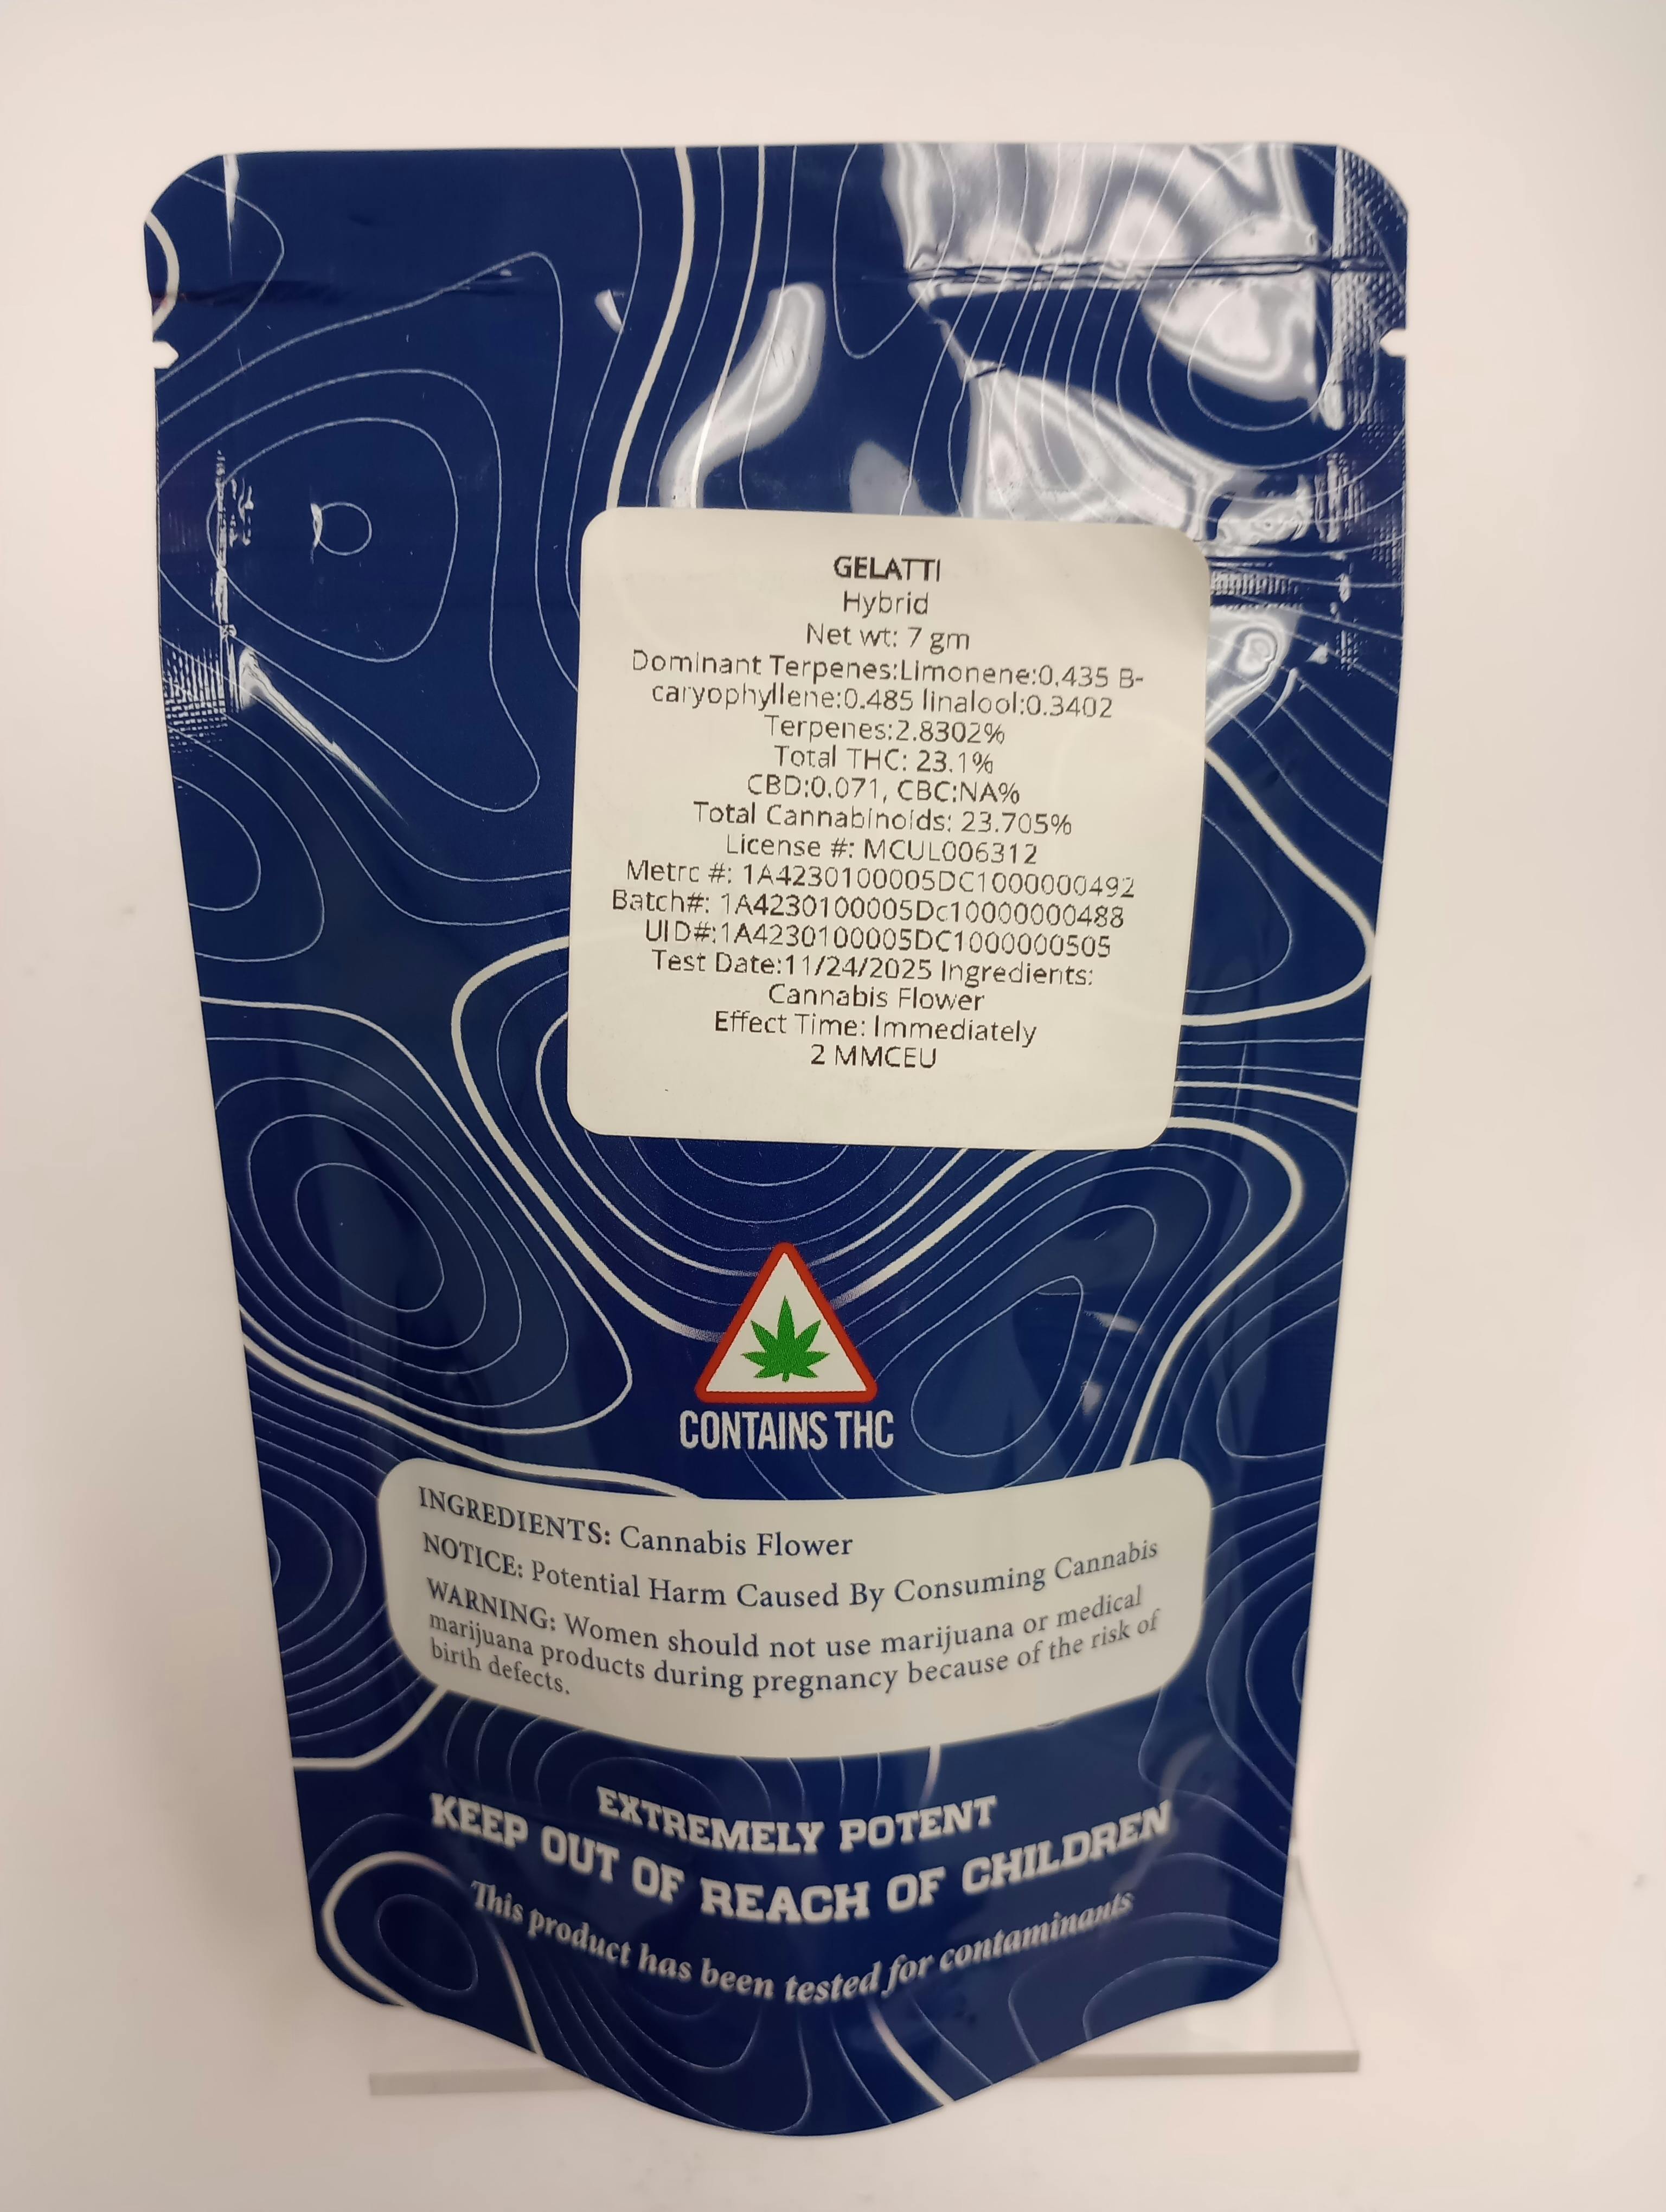 GELATTI
Hybrid
Net wt: 7 gm
Dominant Terpenes:Limonene:0.435 B-
caryophyllene:0.485 linalool:0.3402
Terpenes:2.8302%
Total THC: 23.1%
CBD:0.071, CBC:NA%
Total Cannabinoids: 23.705%
License #: MCUL006312
Metrc #: 1A4230100005DC1000000492
Batch#: 1A4230100005Dc10000000488
UID#:1A4230100005DC1000000505
Test Date:11/24/2025 Ingredients:
Cannabis Flower
Effect Time: Immediately
2 MMCEU
CONTAINS THC
INGREDIENTS: Cannabis Flower
NOTICE: Potential Harm Caused By Consuming Cannabis
WARNING: Women should not use marijuana or medical
marijuana products during pregnancy because of the risk of
birth defects.
EXTREMELY POTENT
KEEP OUT OF REACH OF CHILDREN
This product has been tested for contaminants